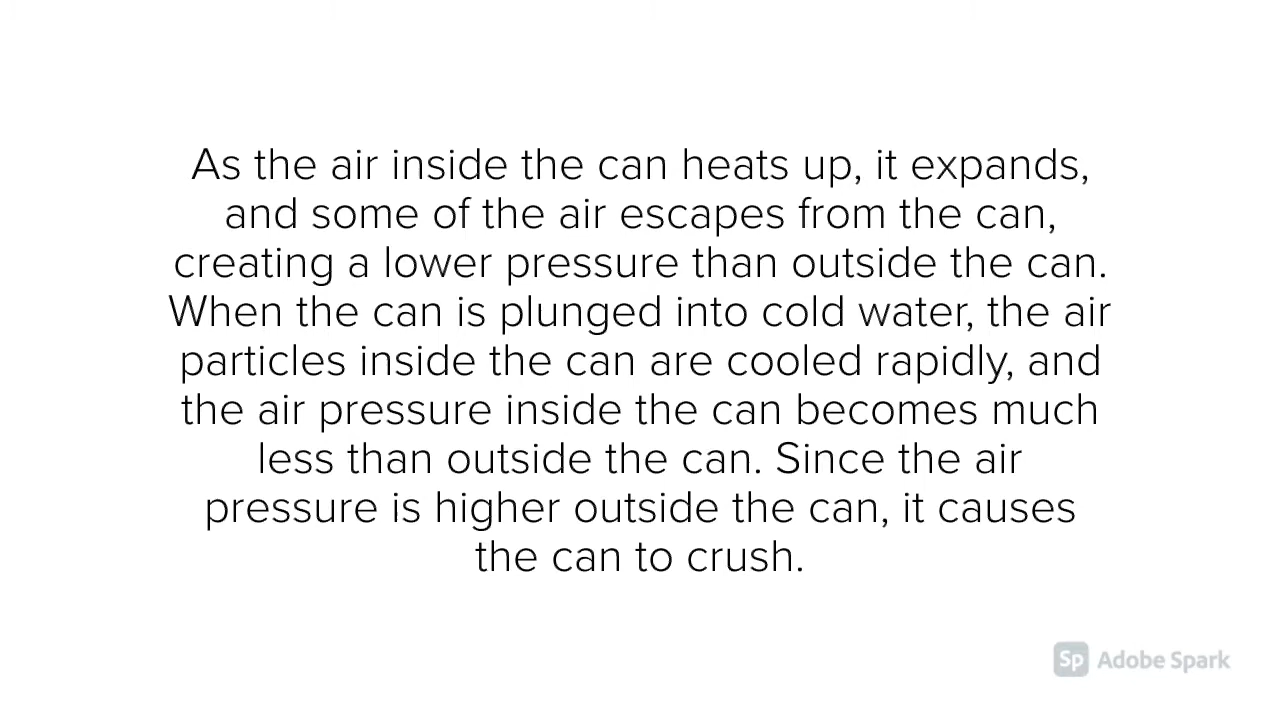 As the air inside the can heats up, it expands,
and some of the air escapes from the can,
creating a lower pressure than outside the can.
When the can is plunged into cold water, the air
particles inside the can are cooled rapidly, and
the air pressure inside the can becomes much
less than outside the can. Since the air
pressure is higher outside the can, it causes
the can to crush.
Sp Adobe Spark